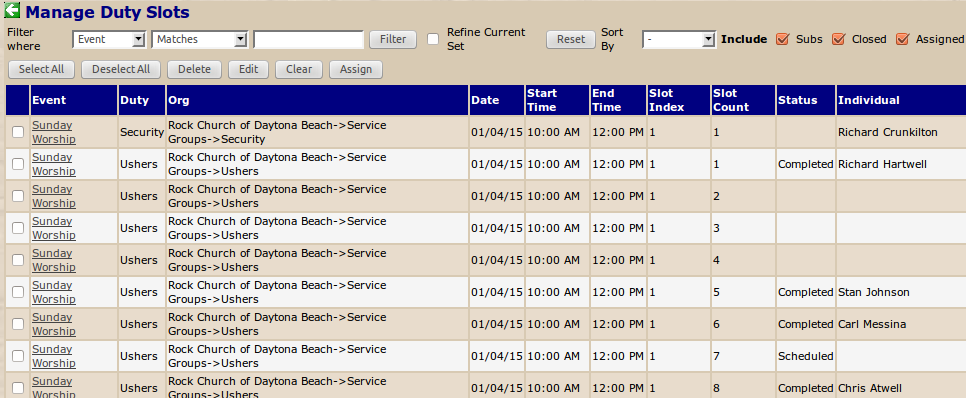 Manage Duty Slots
Filter where Event Matches Filter Refine Current Set Reset Sort By - Include Subs Closed Assigned
Select All Deselect All Delete Edit Clear Assign
Event Duty Org Date Start Time End Time Slot Index Slot Count Status Individual
Sunday Worship Security Rock Church of Daytona Beach->Service Groups->Security 01/04/15 10:00 AM 12:00 PM 1 1 Richard Crunkilton
Sunday Worship Ushers Rock Church of Daytona Beach->Service Groups->Ushers 01/04/15 10:00 AM 12:00 PM 1 1 Completed Richard Hartwell
Sunday Worship Ushers Rock Church of Daytona Beach->Service Groups->Ushers 01/04/15 10:00 AM 12:00 PM 1 2
Sunday Worship Ushers Rock Church of Daytona Beach->Service Groups->Ushers 01/04/15 10:00 AM 12:00 PM 1 3
Sunday Worship Ushers Rock Church of Daytona Beach->Service Groups->Ushers 01/04/15 10:00 AM 12:00 PM 1 4
Sunday Worship Ushers Rock Church of Daytona Beach->Service Groups->Ushers 01/04/15 10:00 AM 12:00 PM 1 5 Completed Stan Johnson
Sunday Worship Ushers Rock Church of Daytona Beach->Service Groups->Ushers 01/04/15 10:00 AM 12:00 PM 1 6 Completed Carl Messina
Sunday Worship Ushers Rock Church of Daytona Beach->Service Groups->Ushers 01/04/15 10:00 AM 12:00 PM 1 7 Scheduled
Sunday Worship Ushers Rock Church of Daytona Beach->Service Groups->Ushers 01/04/15 10:00 AM 12:00 PM 1 8 Completed Chris Atwell